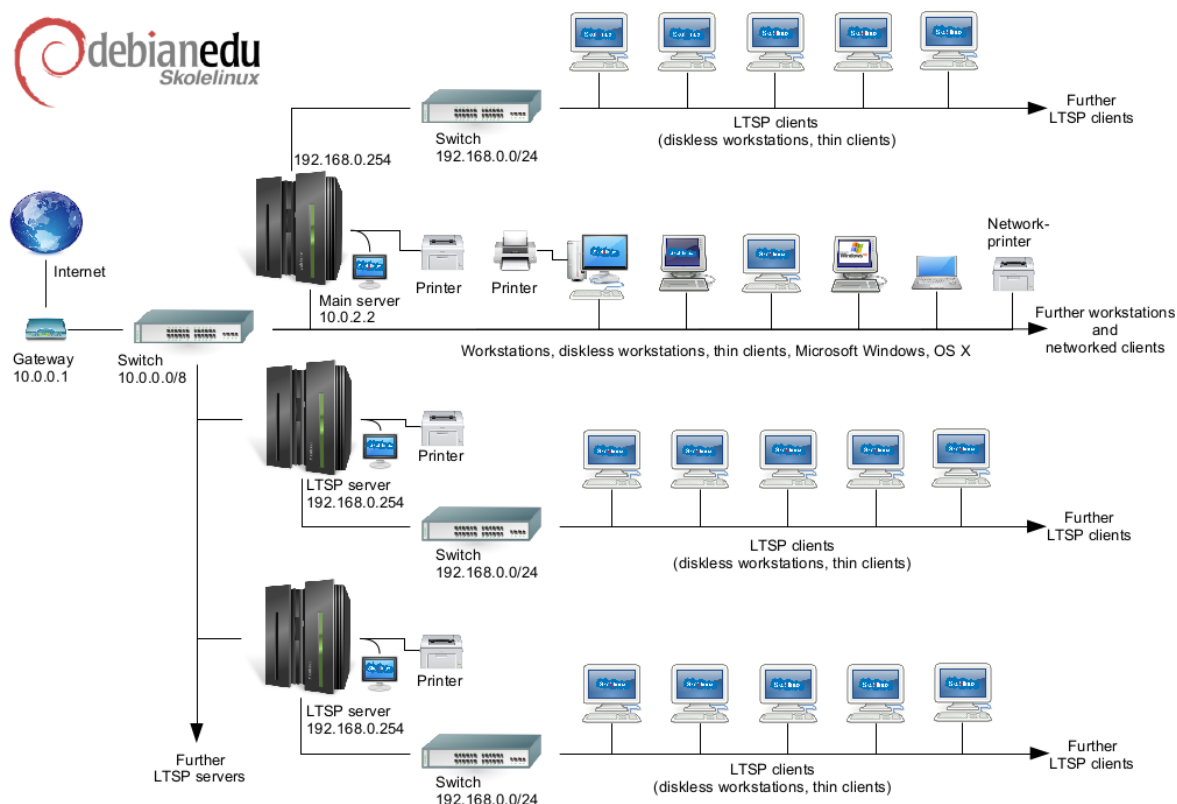 debianedu
Skolelinux
Switch
192.168.0.0/24
LTSP clients
(diskless workstations, thin clients)
Further
LTSP clients
192.168.0.254
Internet
Main server
10.0.2.2
Printer
Printer
Network-
printer
Gateway
10.0.0.1
Switch
10.0.0.0/8
Workstations, diskless workstations, thin clients, Microsoft Windows, OS X
Further workstations
and
networked clients
Printer
LTSP server
192.168.0.254
Switch
192.168.0.0/24
LTSP clients
(diskless workstations, thin clients)
Further
LTSP clients
Printer
LTSP server
192.168.0.254
Switch
192.168.0.0/24
LTSP clients
(diskless workstations, thin clients)
Further
LTSP clients
Further
LTSP servers